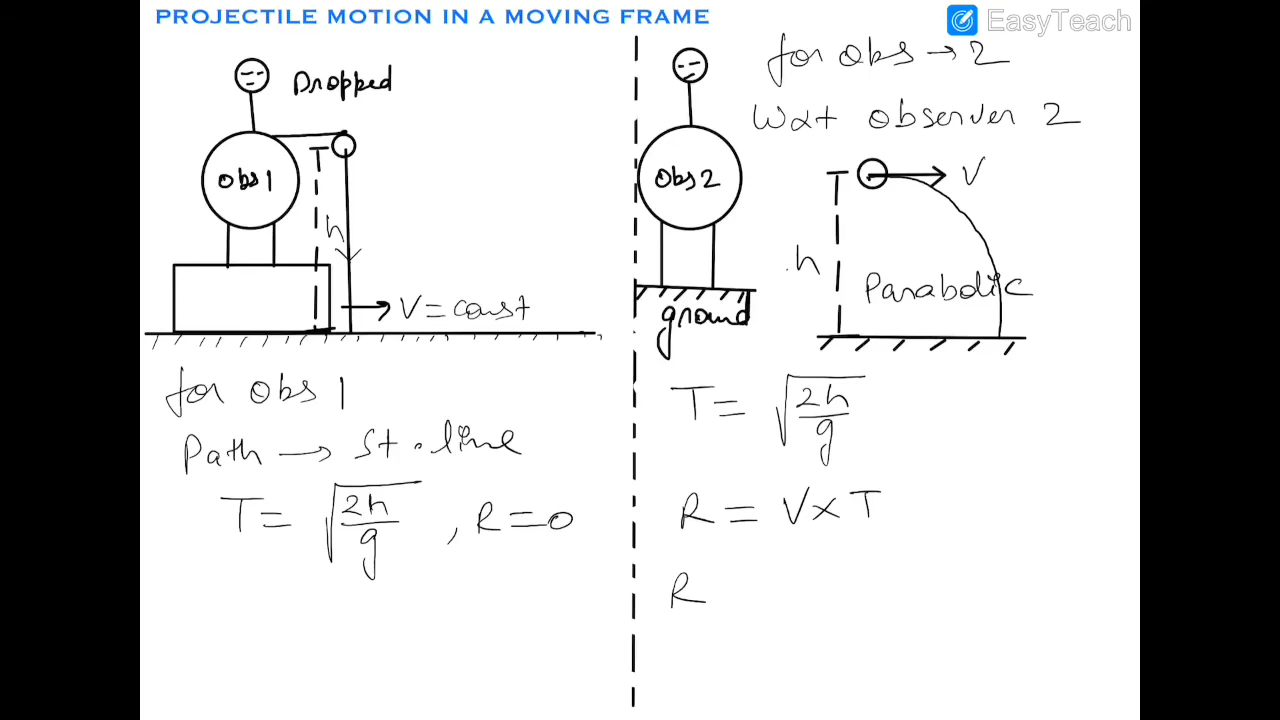 PROJECTILE MOTION IN A MOVING FRAME
EasyTeach
Dropped
obs 1
h
V = const
for obs 1
Path → St. line
T = √(2h/g) , R = 0
for obs → 2
Wrt observer 2
obs 2
V
h
Parabolic
ground
T = √(2h/g)
R = V × T
R